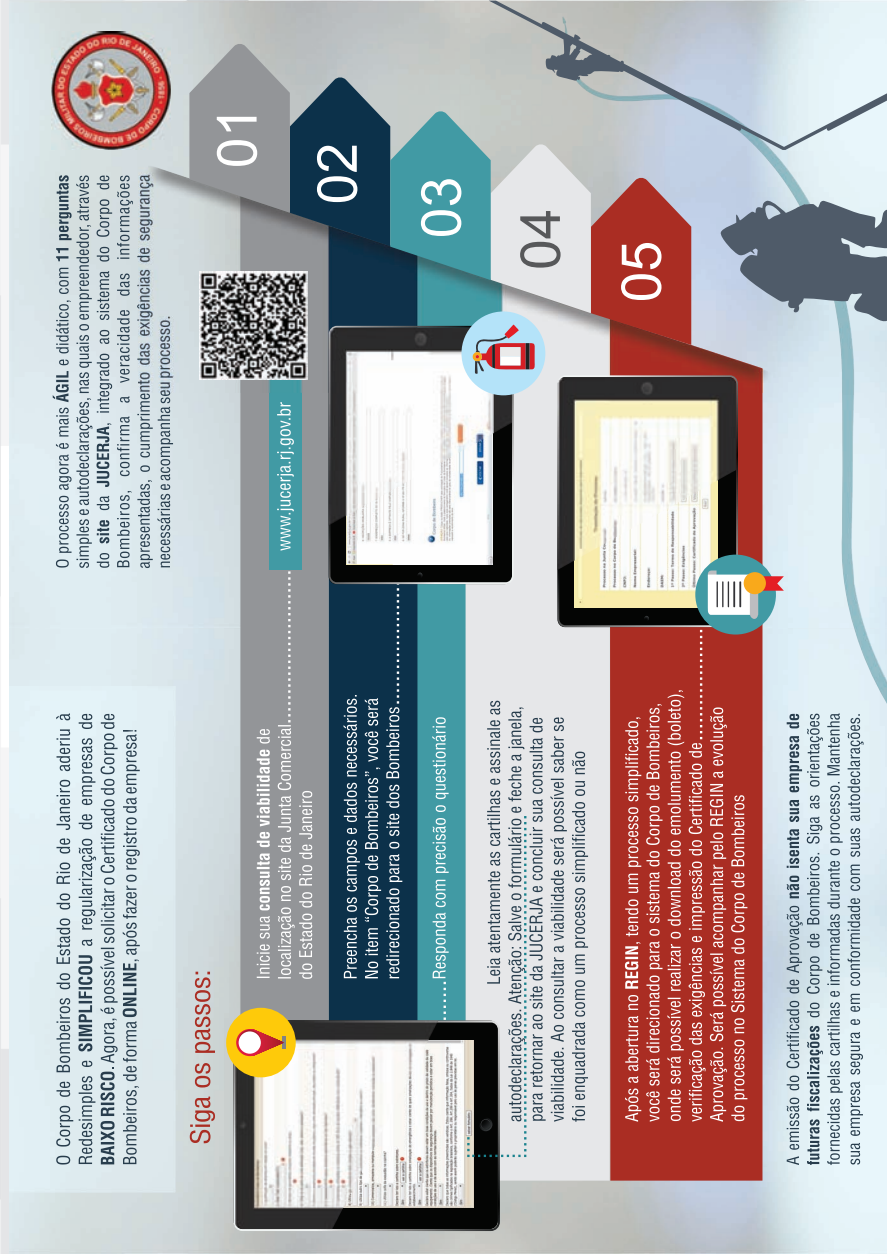 O Corpo de Bombeiros do Estado do Rio de Janeiro aderiu à
Redesimples e SIMPLIFICOU a regularização de empresas de
BAIXO RISCO. Agora, é possível solicitar o Certificado do Corpo de
Bombeiros, de forma ONLINE, após fazer o registro da empresa!
O processo agora é mais ÁGIL e didático, com 11 perguntas
simples e autodeclarações, nas quais o empreendedor, através
do site da JUCERJA, integrado ao sistema do Corpo de
Bombeiros, confirma a veracidade das informações
apresentadas, o cumprimento das exigências de segurança
necessárias e acompanha seu processo.
CORPO DE BOMBEIROS MILITAR DO ESTADO DO RIO DE JANEIRO
1856
Siga os passos:
01
Inicie sua consulta de viabilidade de
localização no site da Junta Comercial
do Estado do Rio de Janeiro
www.jucerja.rj.gov.br
02
Preencha os campos e dados necessários.
No item “Corpo de Bombeiros”, você será
redirecionado para o site dos Bombeiros
03
Responda com precisão o questionário
04
Leia atentamente as cartilhas e assinale as
autodeclarações. Atenção: Salve o formulário e feche a janela,
para retornar ao site da JUCERJA e concluir sua consulta de
viabilidade. Ao consultar a viabilidade será possível saber se
foi enquadrada como um processo simplificado ou não
05
Após a abertura no REGIN, tendo um processo simplificado,
você será direcionado para o sistema do Corpo de Bombeiros,
onde será possível realizar o download do emolumento (boleto),
verificação das exigências e impressão do Certificado de
Aprovação. Será possível acompanhar pelo REGIN a evolução
do processo no Sistema do Corpo de Bombeiros
A emissão do Certificado de Aprovação não isenta sua empresa de
futuras fiscalizações do Corpo de Bombeiros. Siga as orientações
fornecidas pelas cartilhas e informadas durante o processo. Mantenha
sua empresa segura e em conformidade com suas autodeclarações.